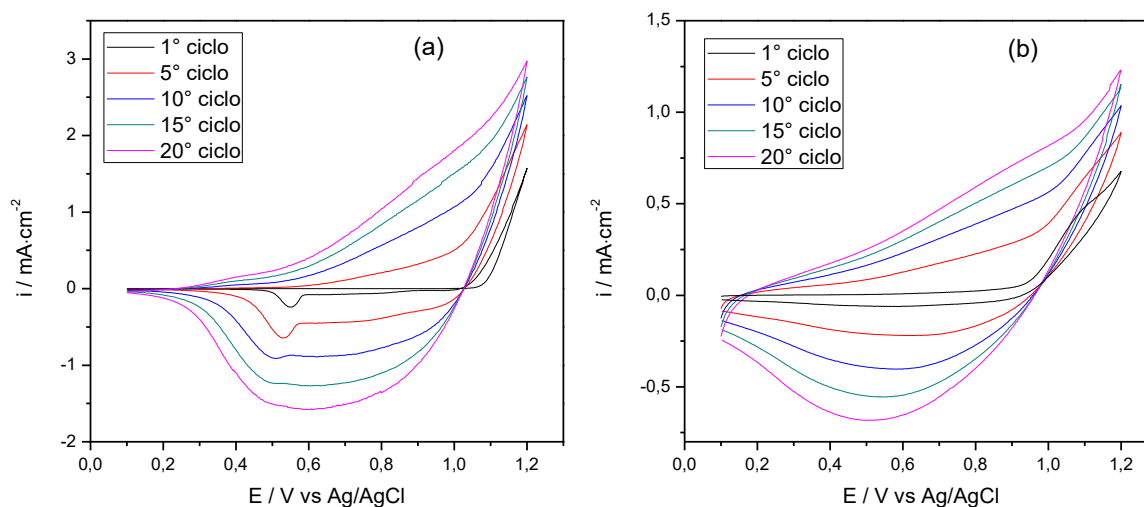 (a)
1° ciclo
5° ciclo
10° ciclo
15° ciclo
20° ciclo
3
2
1
0
-1
-2
i / mA·cm⁻²
0,0 0,2 0,4 0,6 0,8 1,0 1,2
E / V vs Ag/AgCl
(b)
1° ciclo
5° ciclo
10° ciclo
15° ciclo
20° ciclo
1,5
1,0
0,5
0,0
-0,5
i / mA·cm⁻²
0,0 0,2 0,4 0,6 0,8 1,0 1,2
E / V vs Ag/AgCl